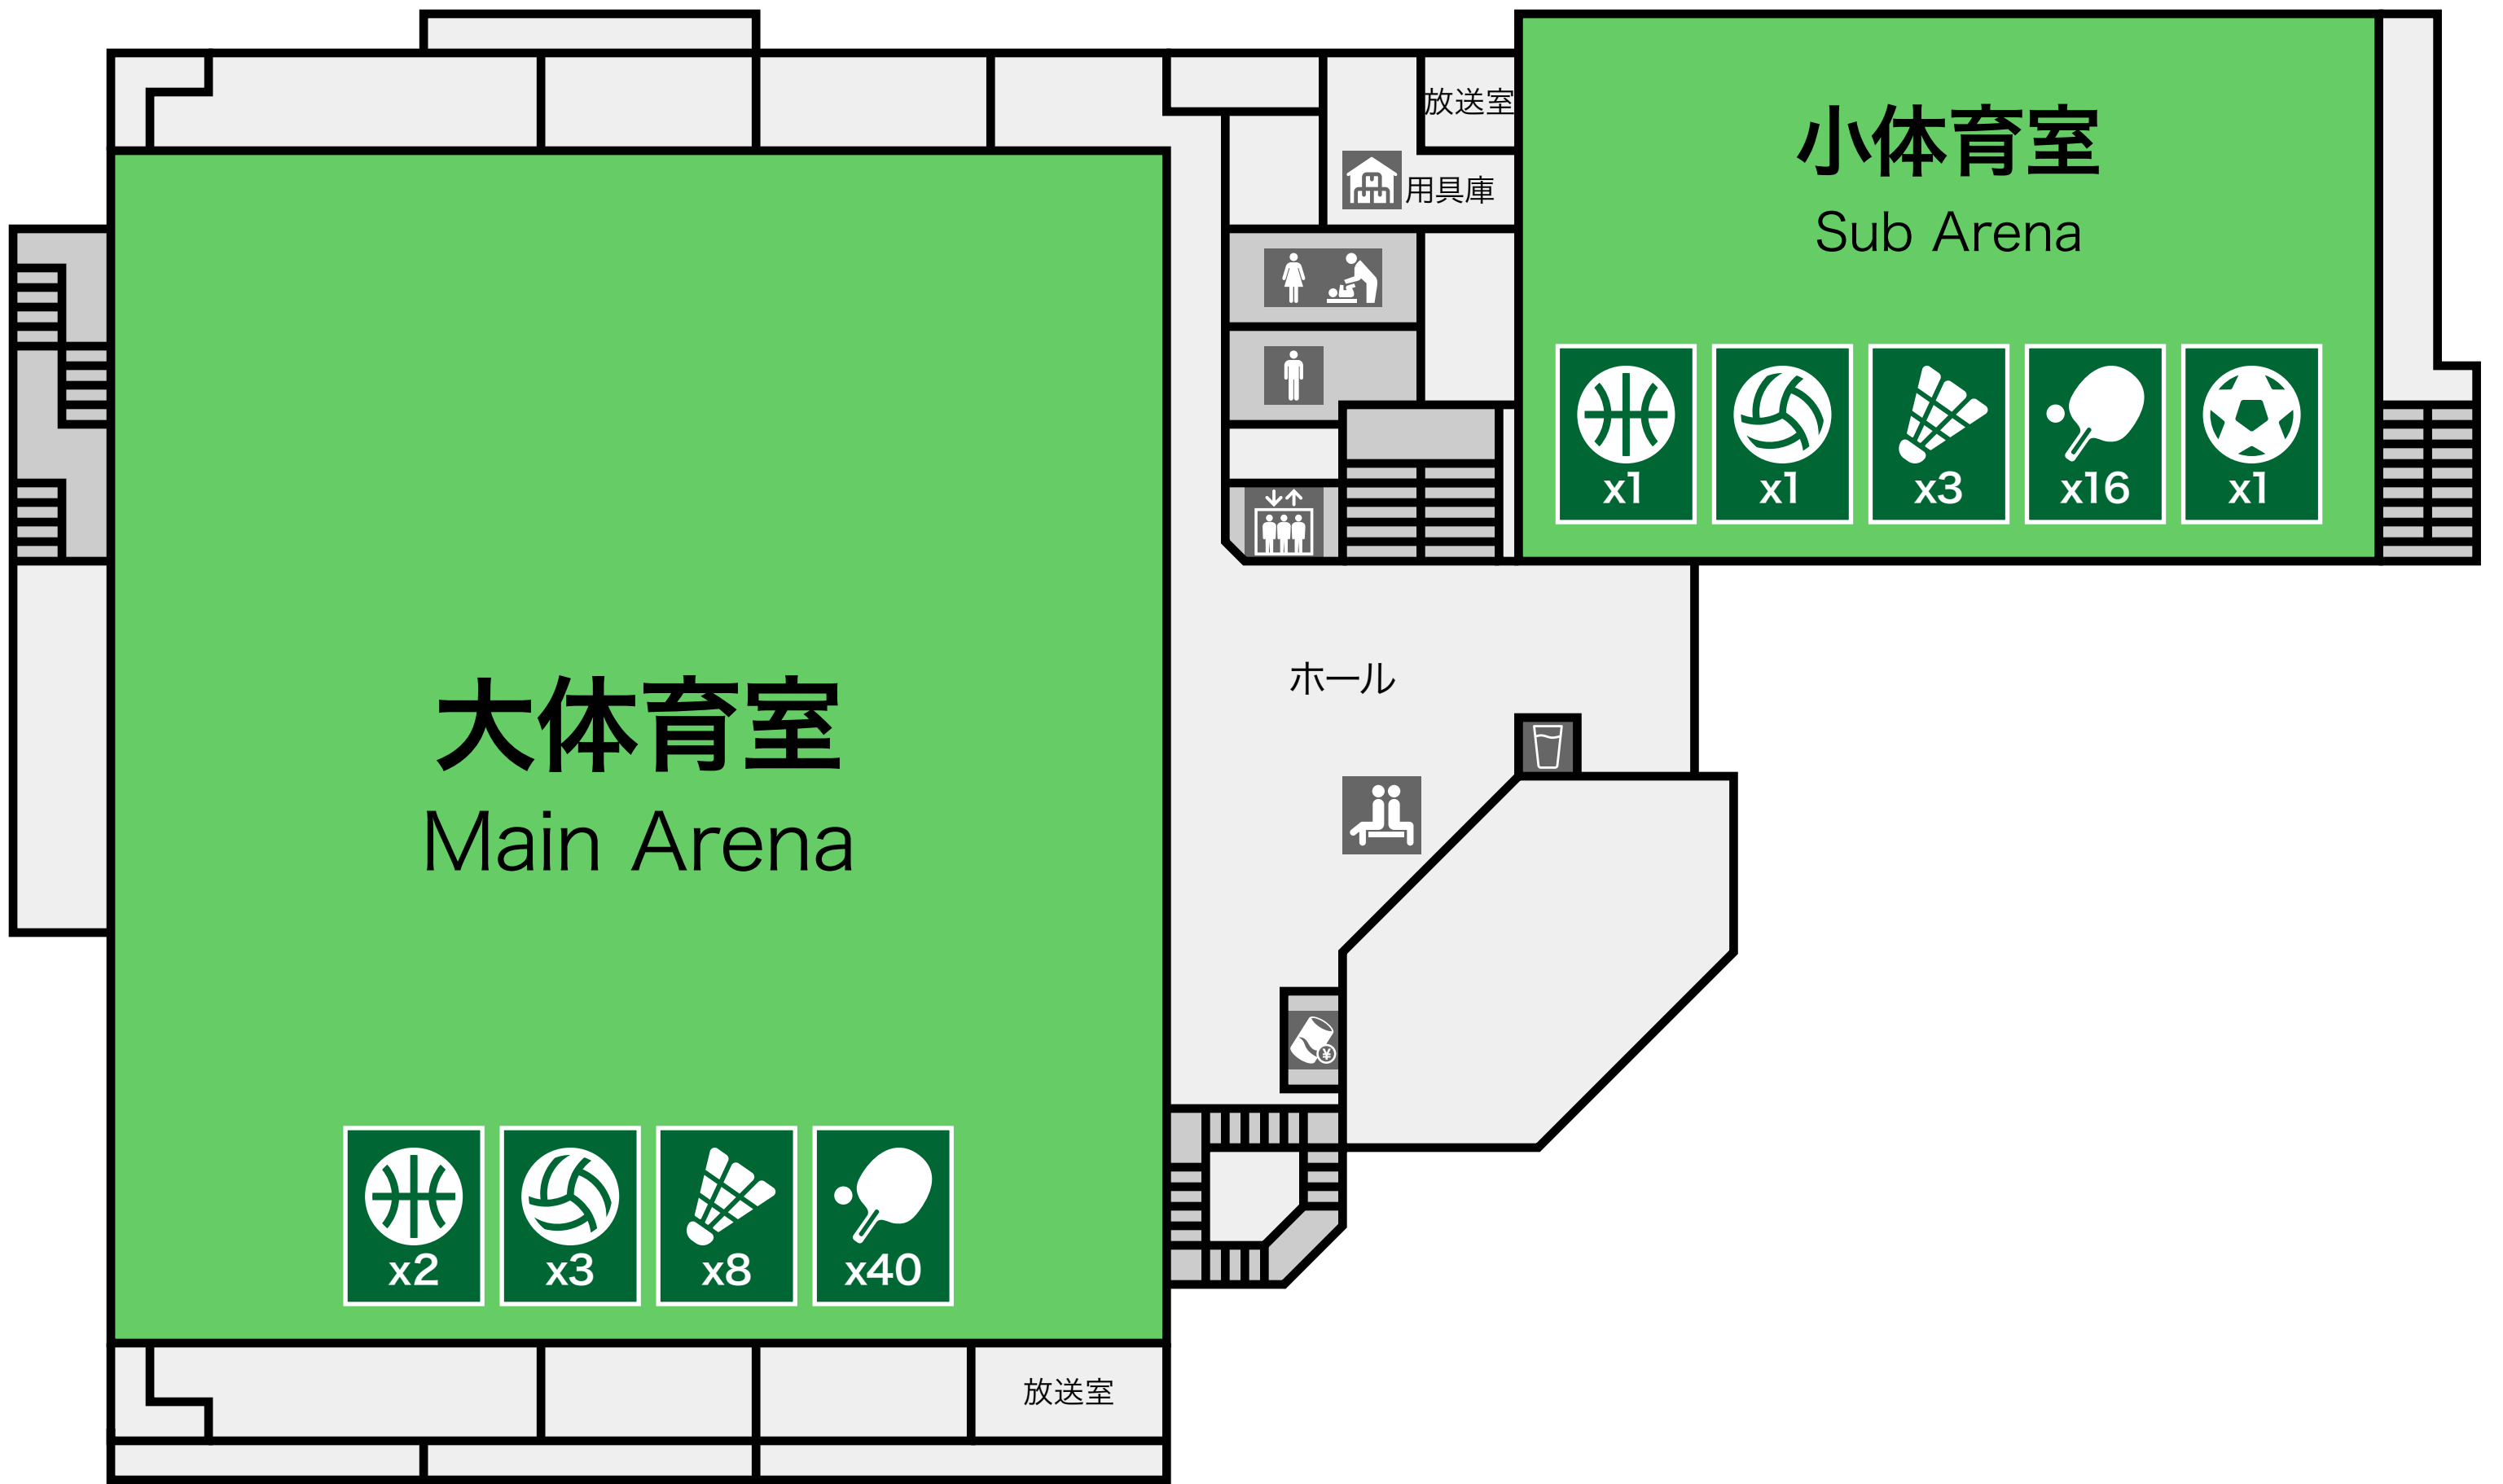 放送室
用具庫
小体育室
Sub Arena
x1
x1
x3
x16
x1
ホール
大体育室
Main Arena
¥
x2
x3
x8
x40
放送室